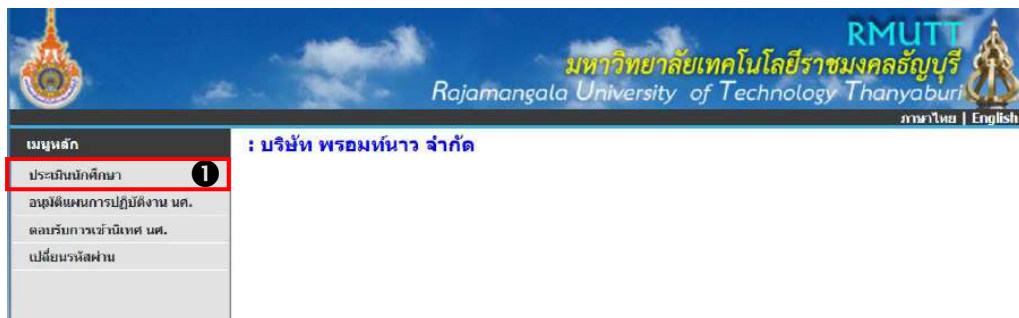 RMUTT
มหาวิทยาลัยเทคโนโลยีราชมงคลธัญบุรี
Rajamangala University of Technology Thanyaburi
ภาษาไทย | English
เมนูหลัก
: บริษัท พรอมท์นาว จำกัด
ประเมินนักศึกษา 1
อนุมัติแผนการปฏิบัติงาน นศ.
ตอบรับการเข้านิเทศ นศ.
เปลี่ยนรหัสผ่าน